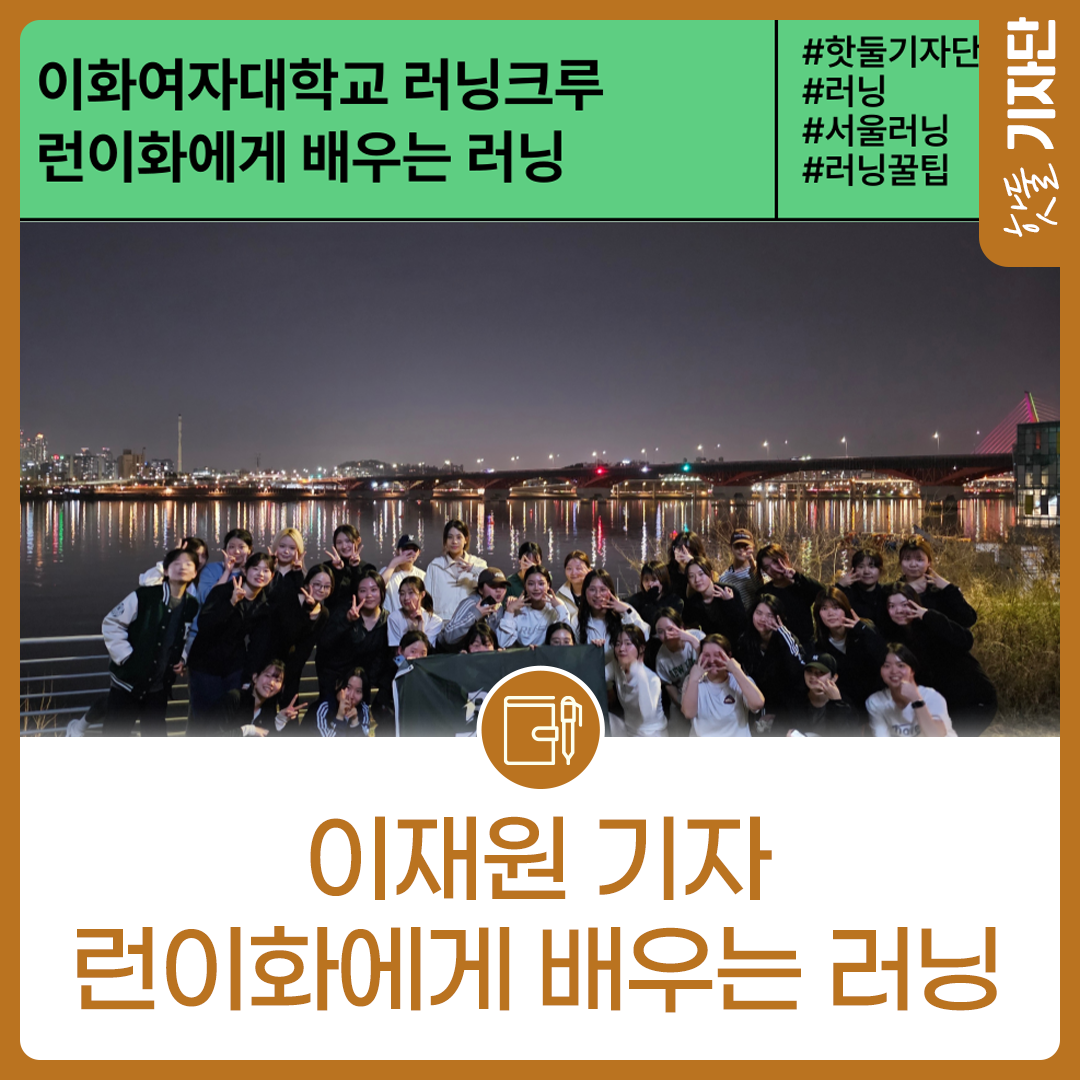 이화여자대학교 러닝크루
런이화에게 배우는 러닝
#핫둘기자단
#러닝
#서울러닝
#러닝꿀팁
핫둘 기자단
이재원 기자
런이화에게 배우는 러닝